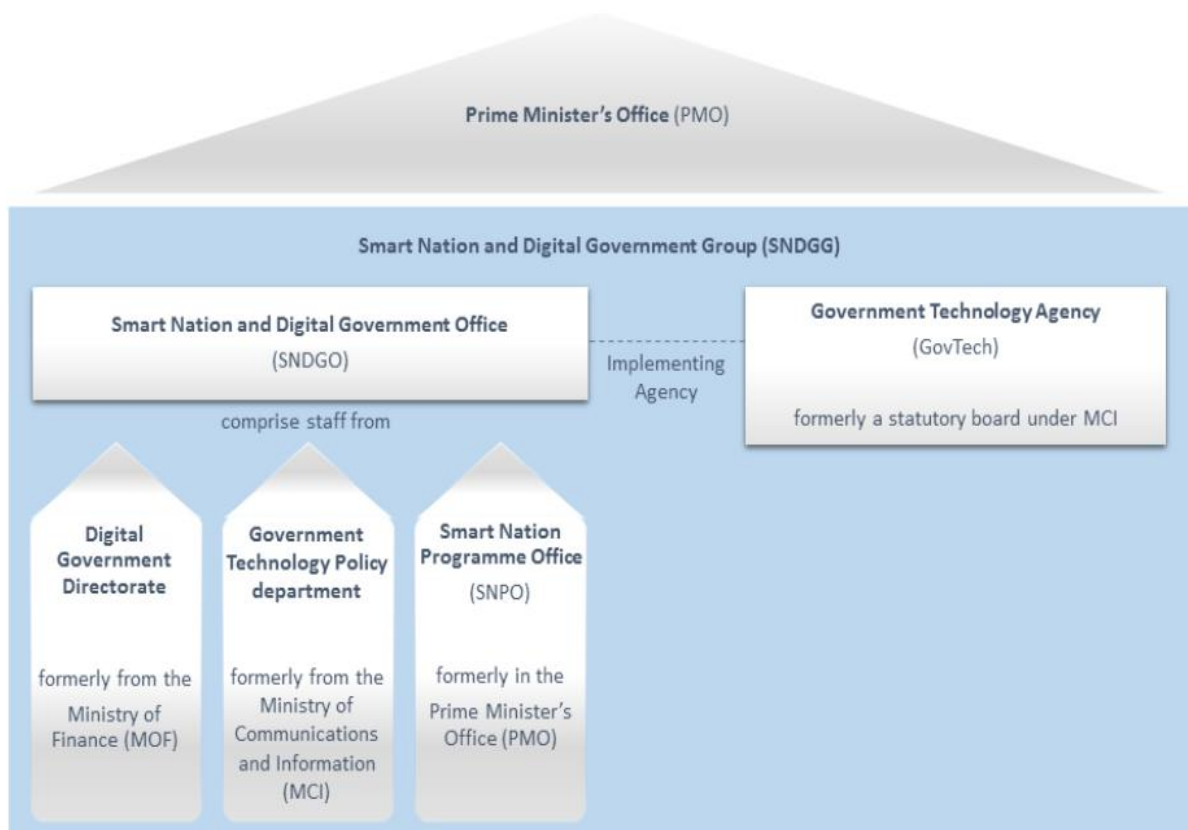 Prime Minister’s Office (PMO)
Smart Nation and Digital Government Group (SNDGG)
Smart Nation and Digital Government Office
(SNDGO)
Implementing
Agency
Government Technology Agency
(GovTech)
formerly a statutory board under MCI
comprise staff from
Digital
Government
Directorate
formerly from the
Ministry of
Finance (MOF)
Government
Technology Policy
department
formerly from the
Ministry of
Communications
and Information
(MCI)
Smart Nation
Programme Office
(SNPO)
formerly in the
Prime Minister’s
Office (PMO)